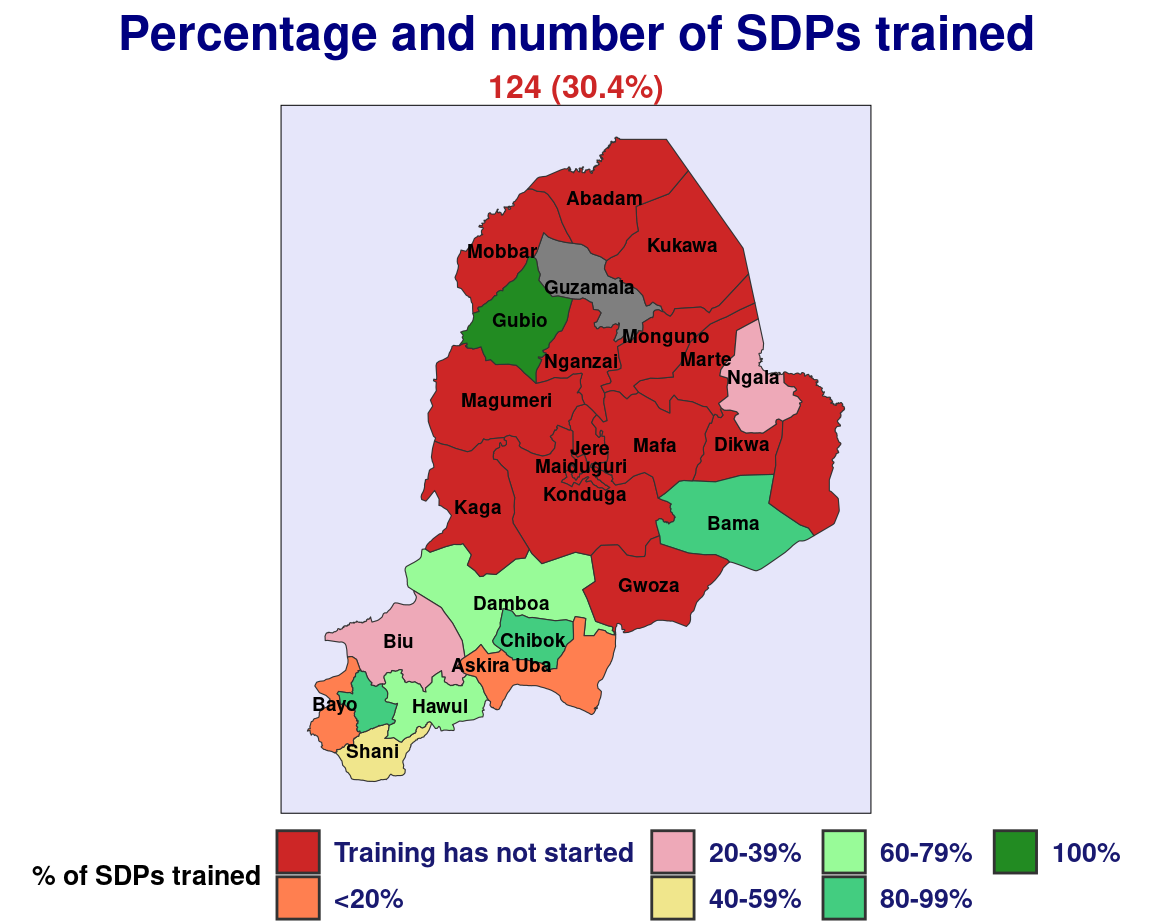 Percentage and number of SDPs trained
124 (30.4%)
Abadam
Kukawa
Mobbar
Guzamala
Gubio
Monguno
Nganzai
Marte
Ngala
Magumeri
Jere
Mafa
Dikwa
Maiduguri
Konduga
Kaga
Bama
Gwoza
Damboa
Biu
Chibok
Askira Uba
Bayo
Hawul
Shani
% of SDPs trained
Training has not started
20-39%
60-79%
100%
<20%
40-59%
80-99%